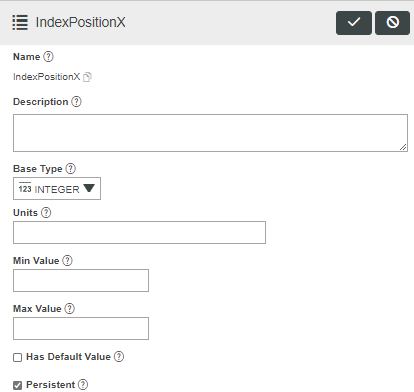 IndexPositionX
Name ?
IndexPositionX
Description ?
Base Type ?
123 INTEGER
Units ?
Min Value ?
Max Value ?
Has Default Value ?
Persistent ?